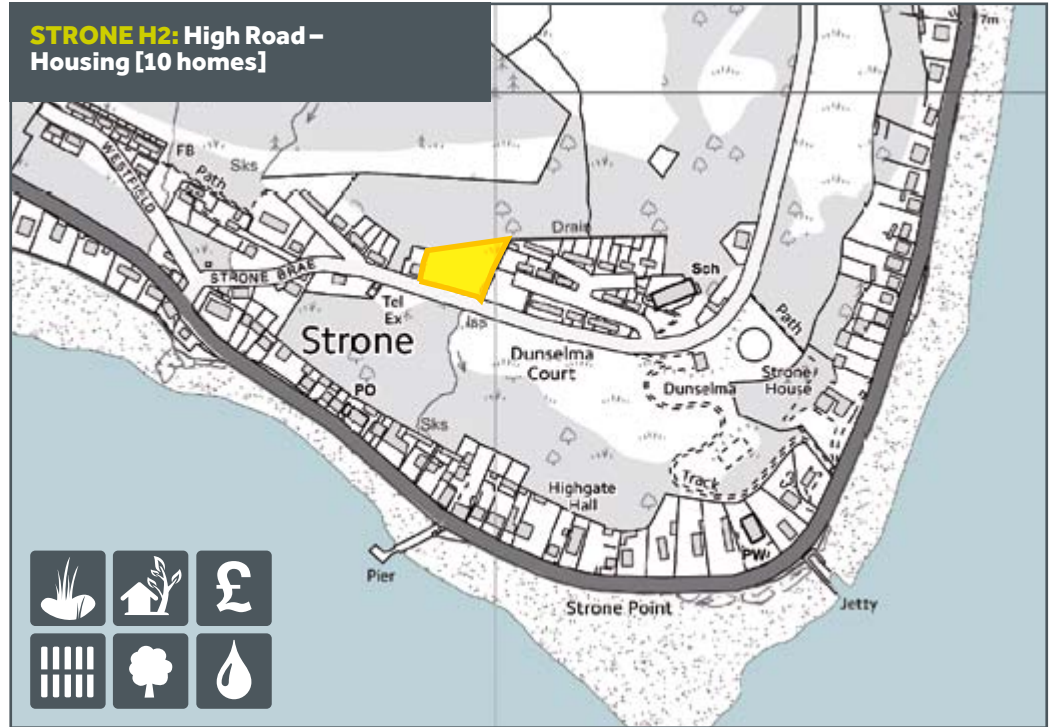 STRONE H2: High Road –
Housing [10 homes]
7m
FB
Sks
Path
WESTFIELD
Drain
STRONE BRAE
Sch
Tel
Ex
Iss
Path
Strone
Dunselma
Court
Strone
House
Dunselma
PO
Sks
Track
Highgate
Hall
PW
Pier
Jetty
Strone Point
£